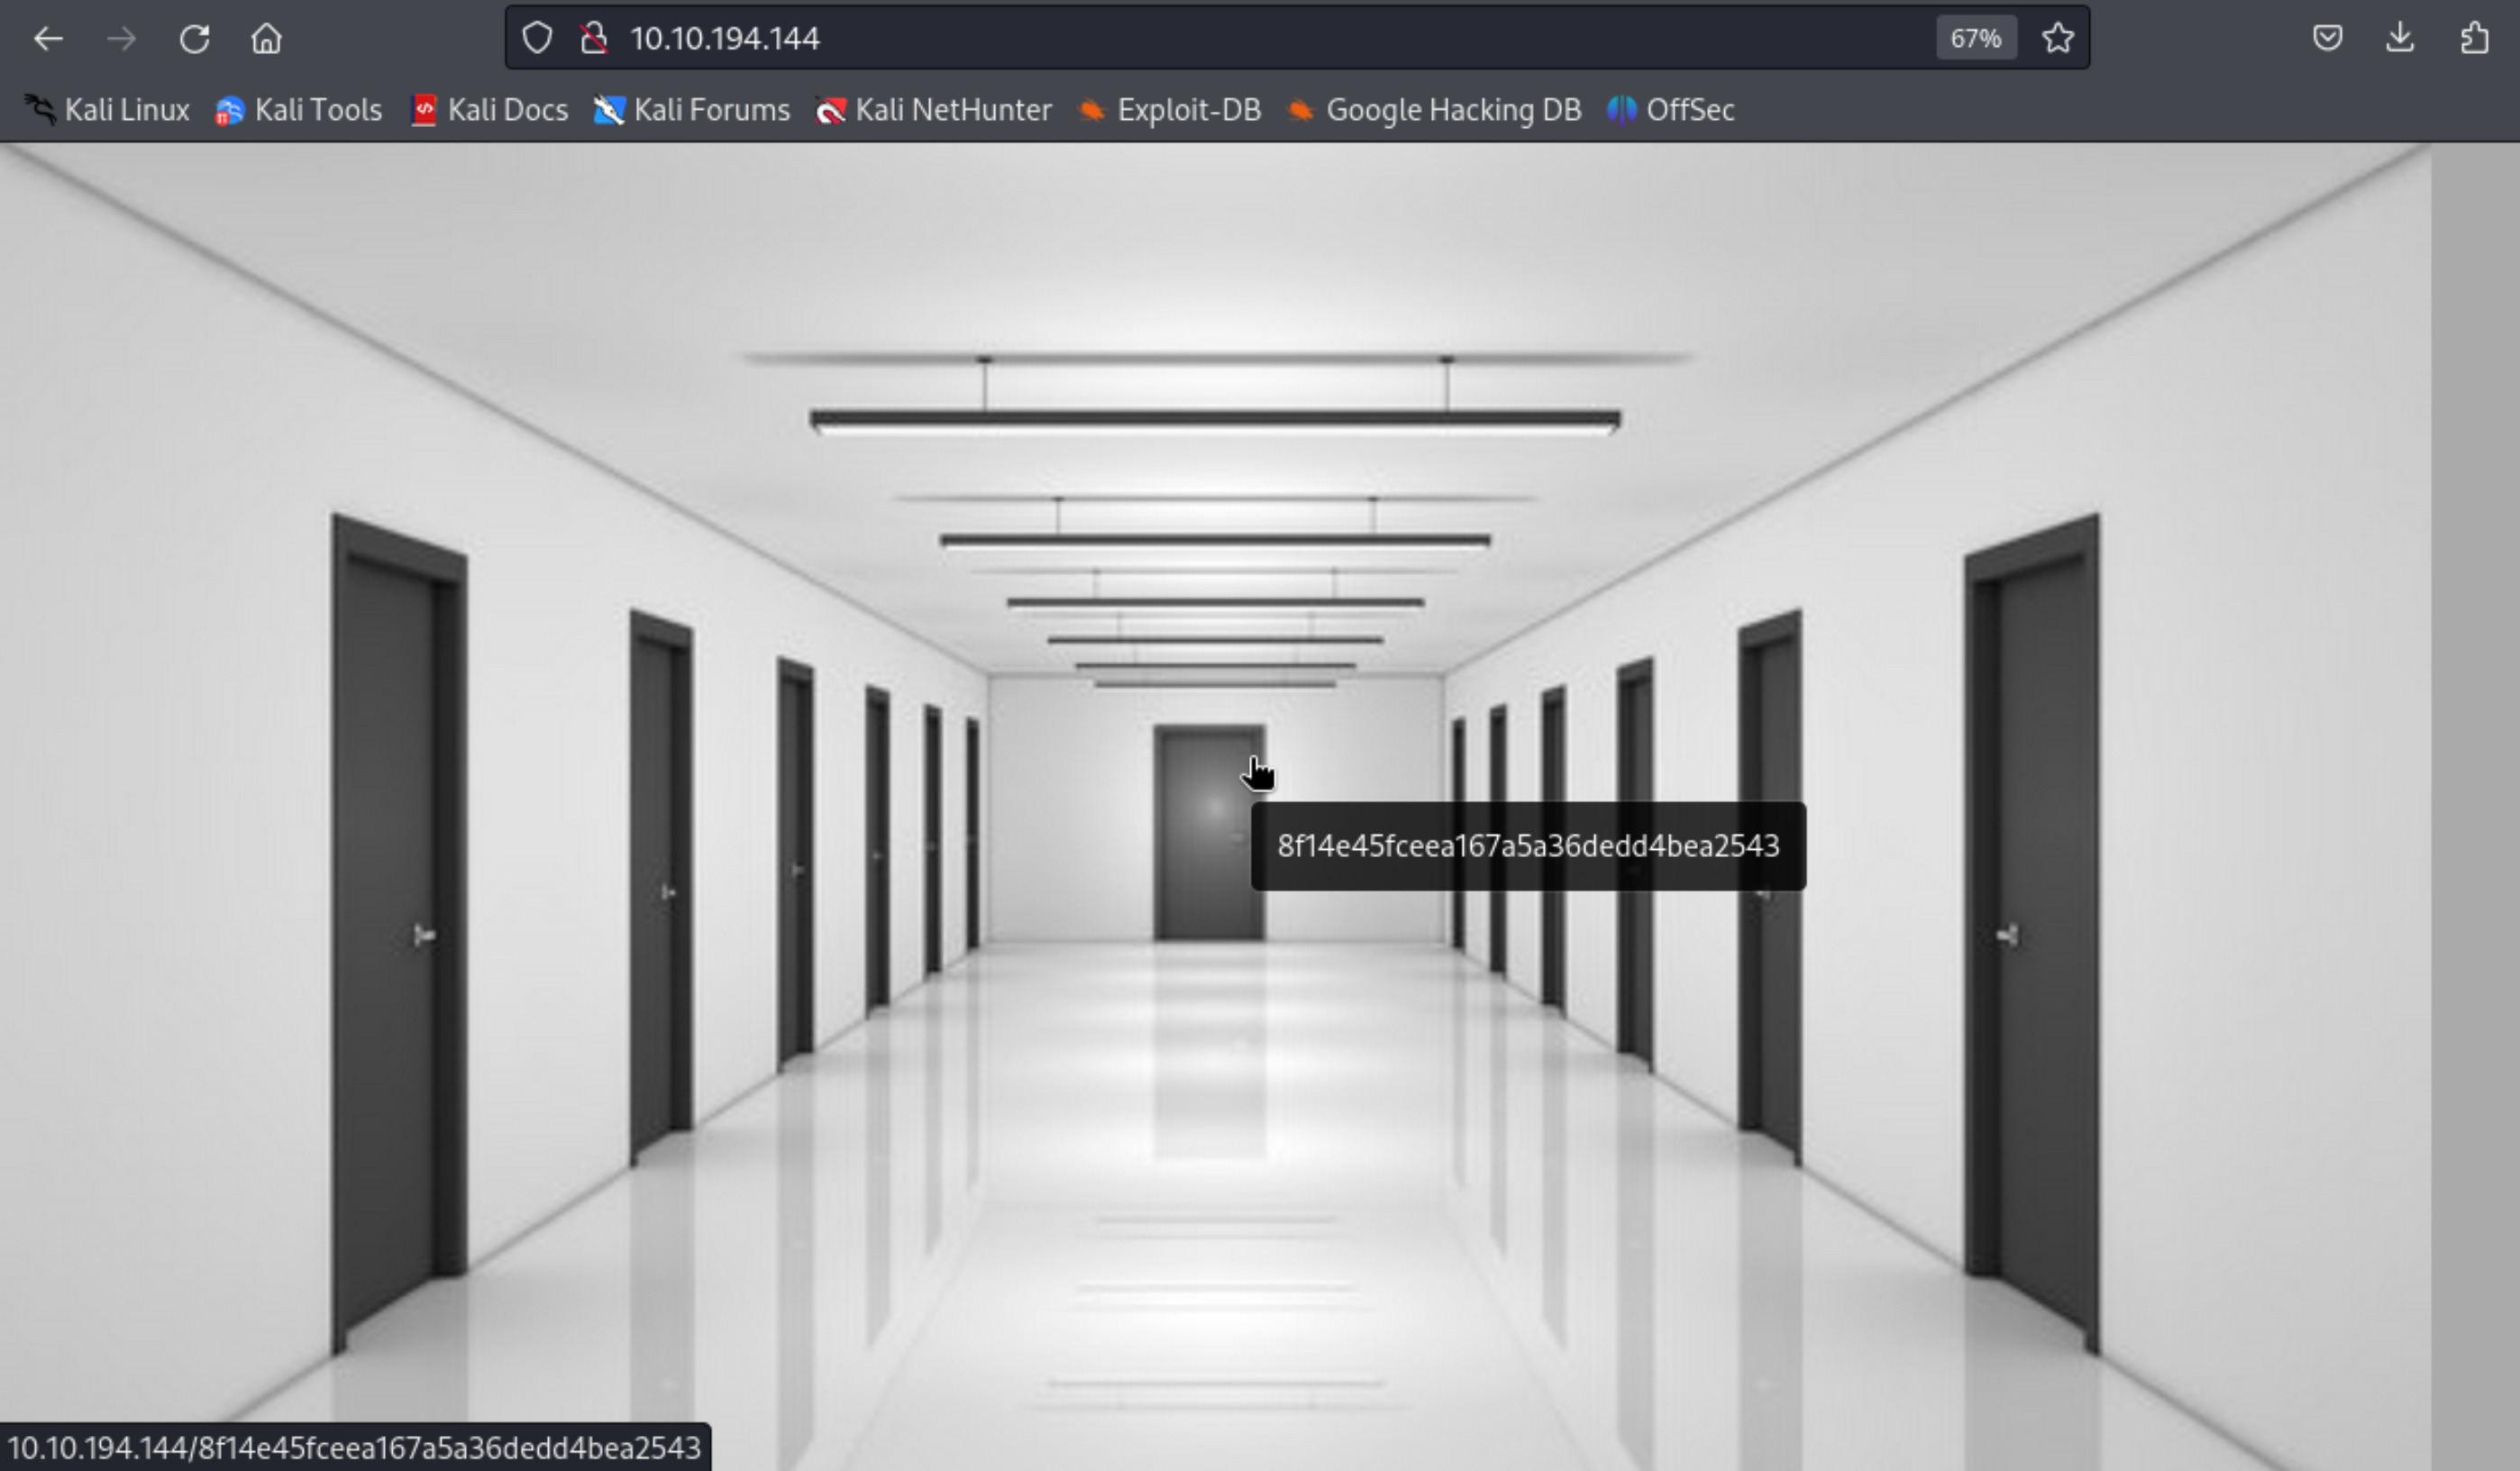 10.10.194.144
67%
Kali Linux Kali Tools Kali Docs Kali Forums Kali NetHunter Exploit-DB Google Hacking DB OffSec
8f14e45fceea167a5a36dedd4bea2543
10.10.194.144/8f14e45fceea167a5a36dedd4bea2543